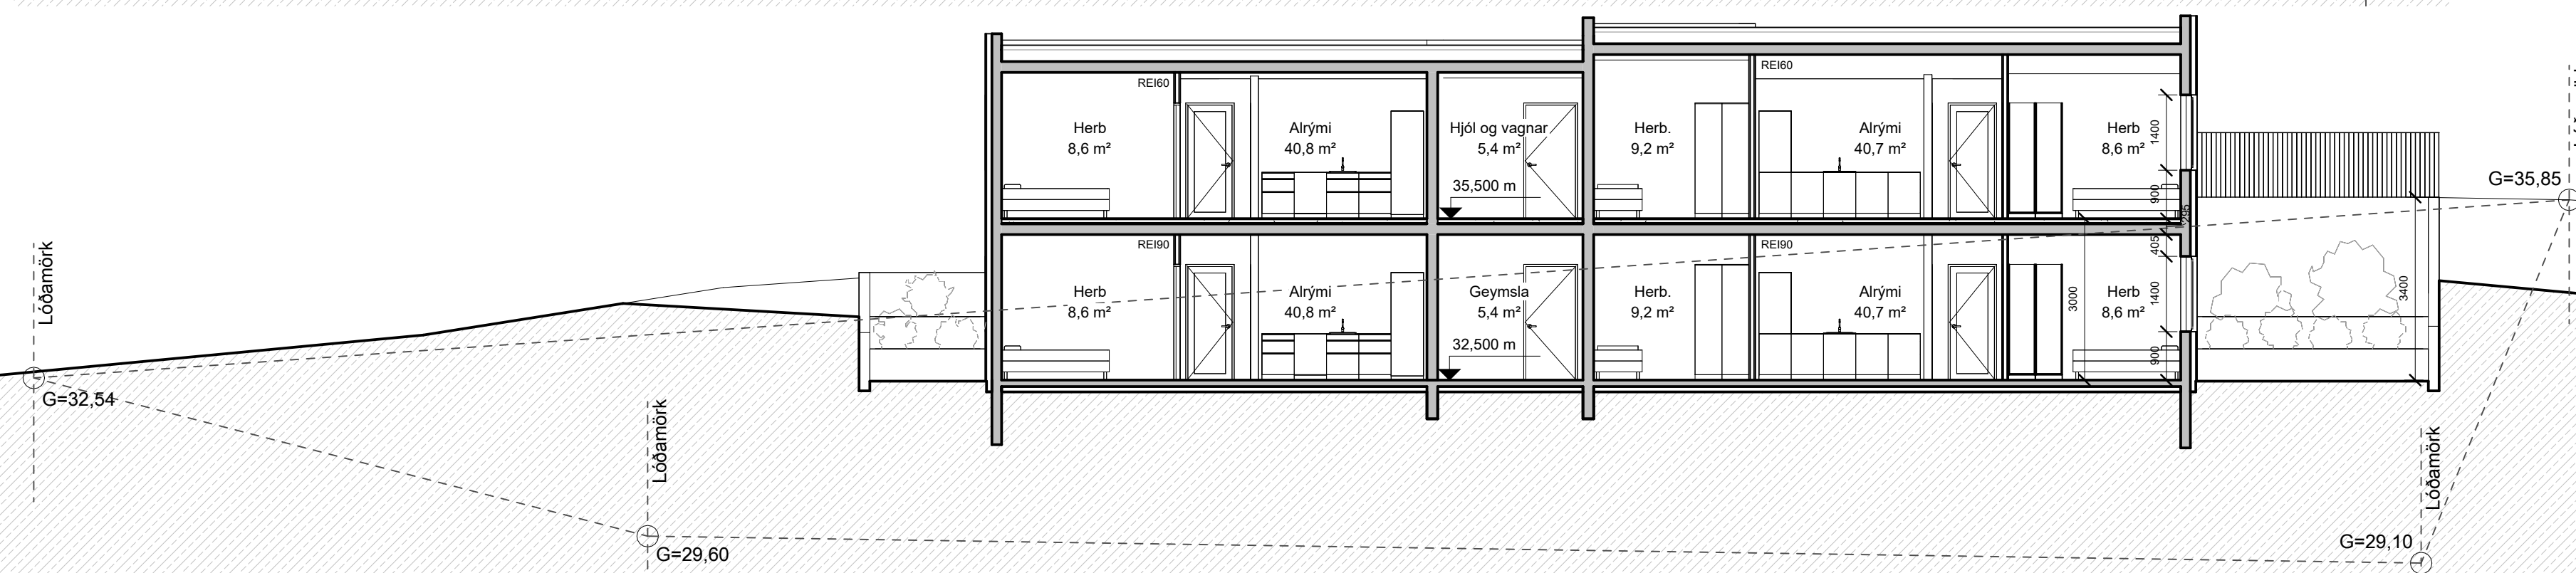 REI60
REI60
Herb
8,6 m²
Alrými
40,8 m²
Hjól og vagnar
5,4 m²
Herb.
9,2 m²
Alrými
40,7 m²
Herb
8,6 m²
1400
900
295
35,500 m
G=35,85
Lóðamörk
REI90
REI90
405
Herb
8,6 m²
Alrými
40,8 m²
Geymsla
5,4 m²
Herb.
9,2 m²
Alrými
40,7 m²
3000
Herb
8,6 m²
1400
900
3400
32,500 m
G=32,54
Lóðamörk
G=29,60
Lóðamörk
G=29,10